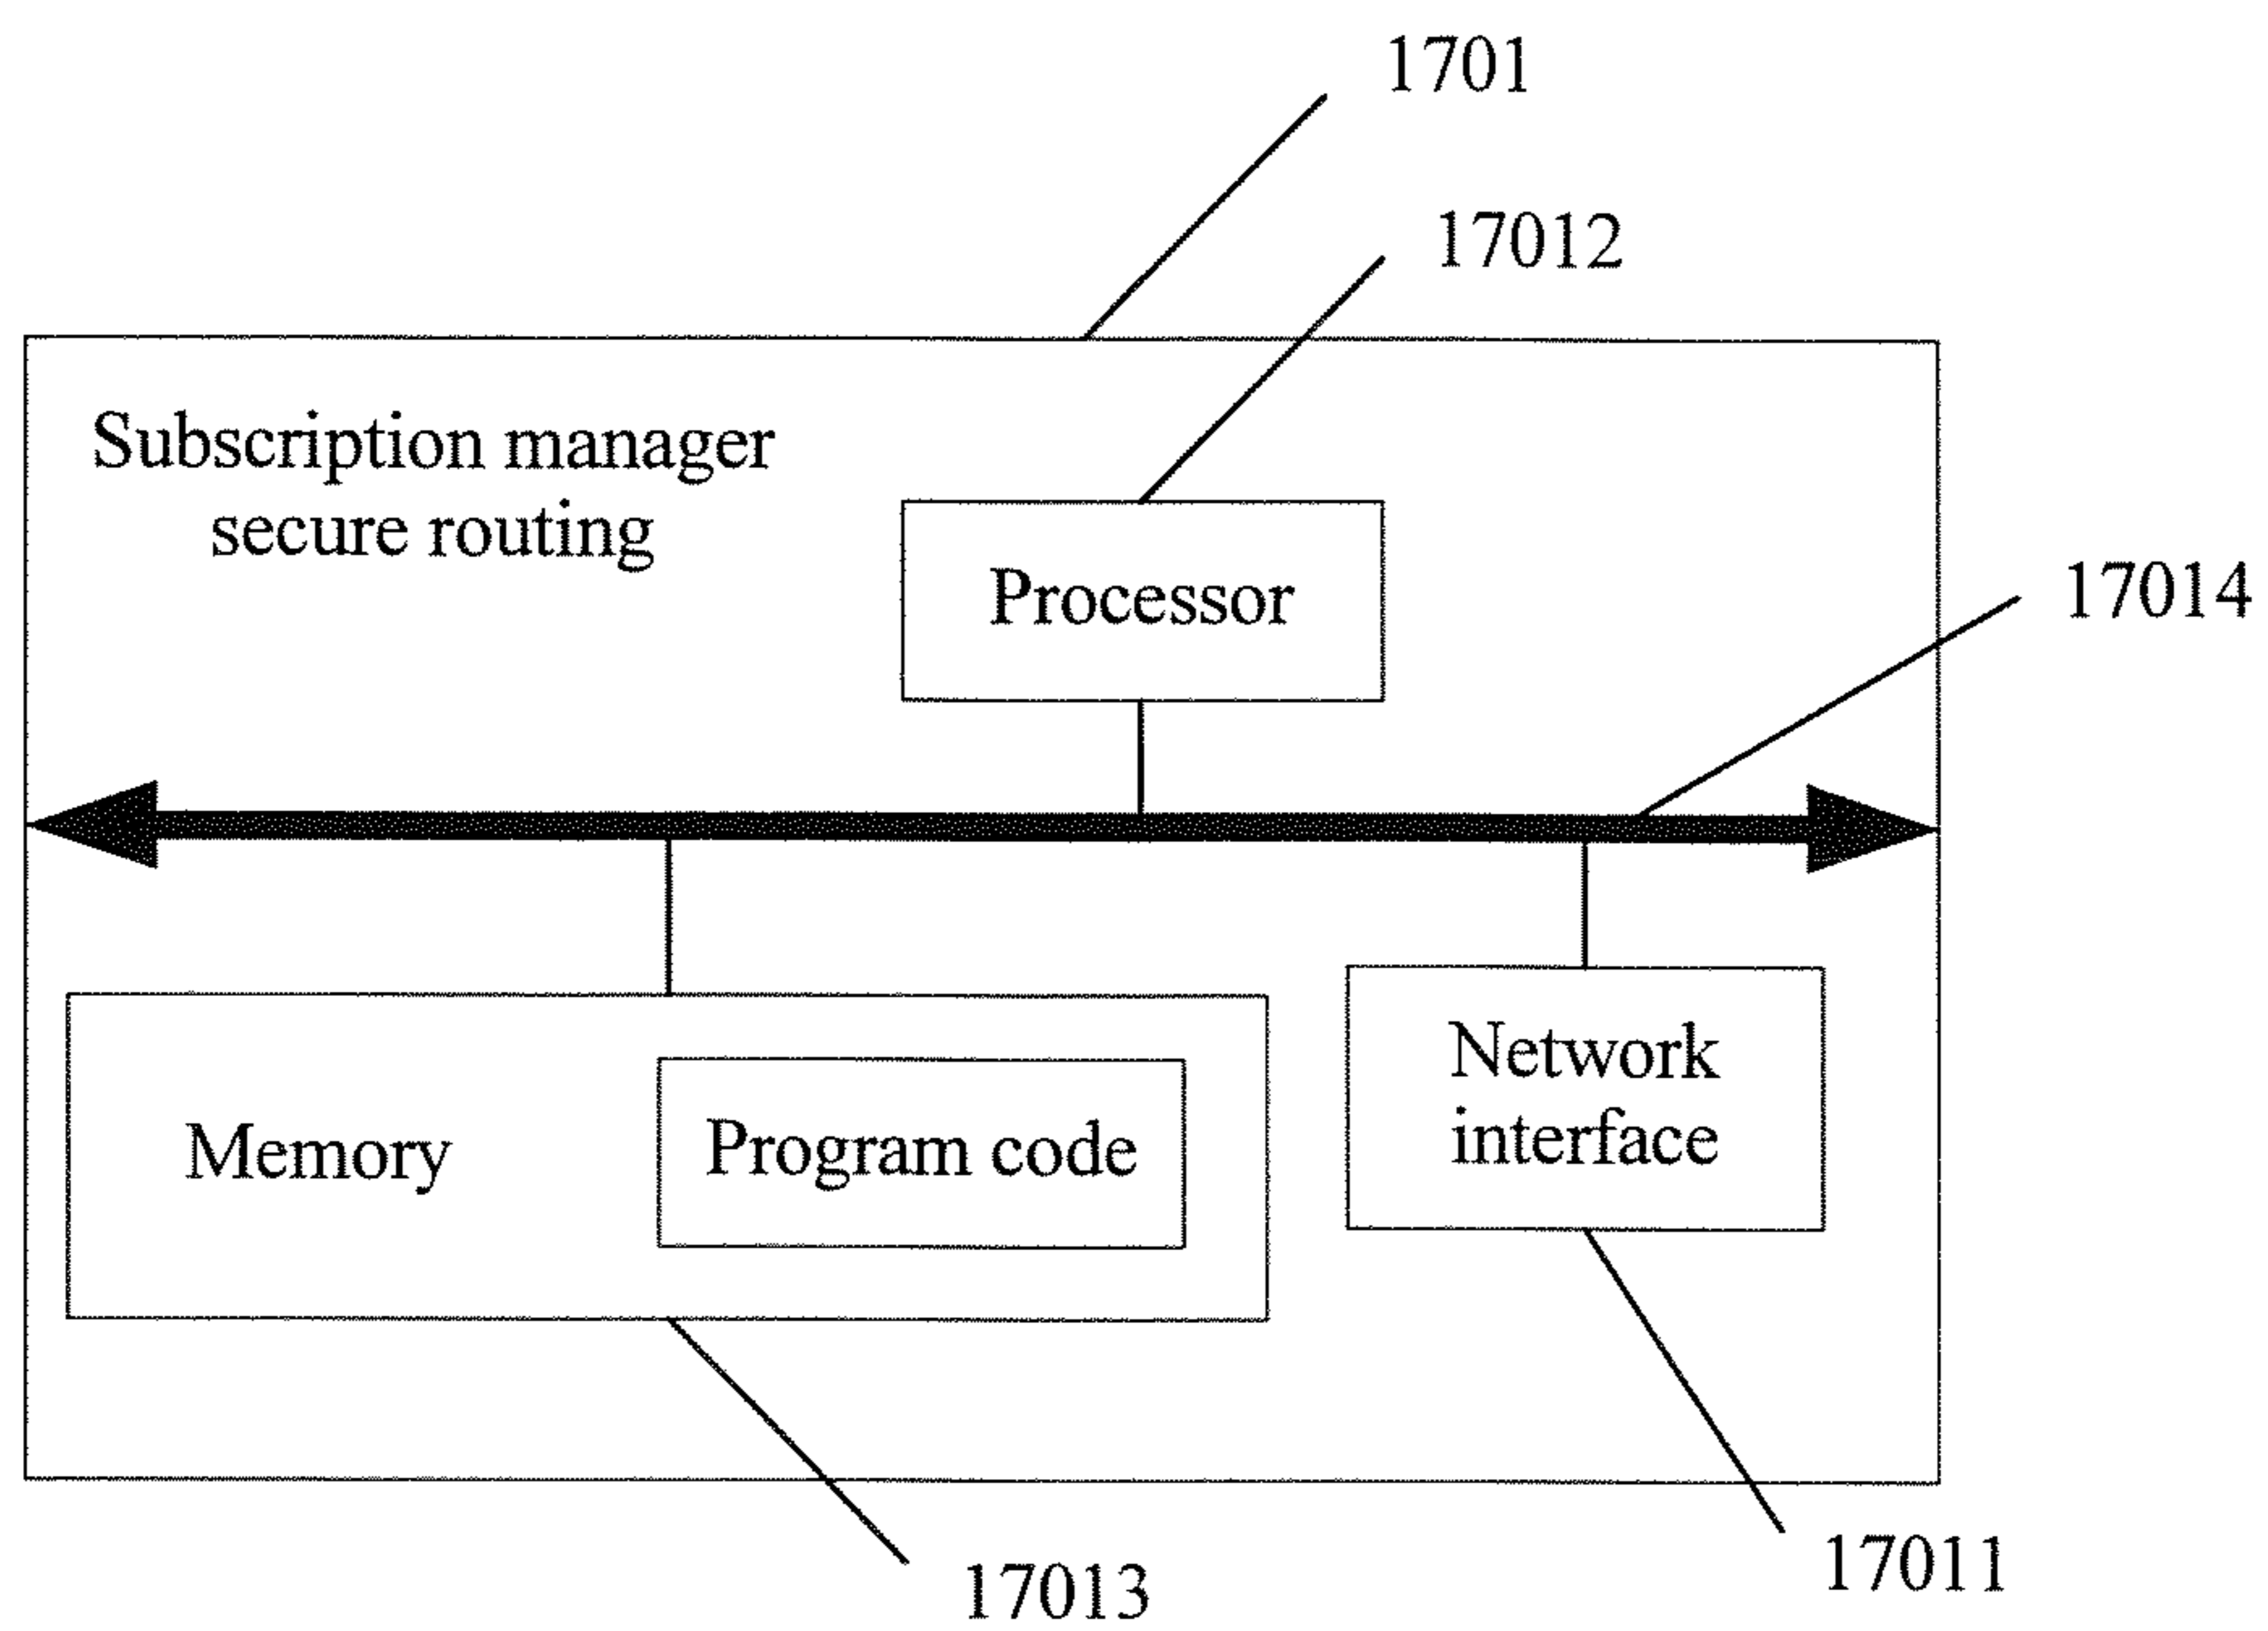 1701
17012
Subscription manager
secure routing
Processor
17014
Memory
Program code
Network
interface
17013
17011